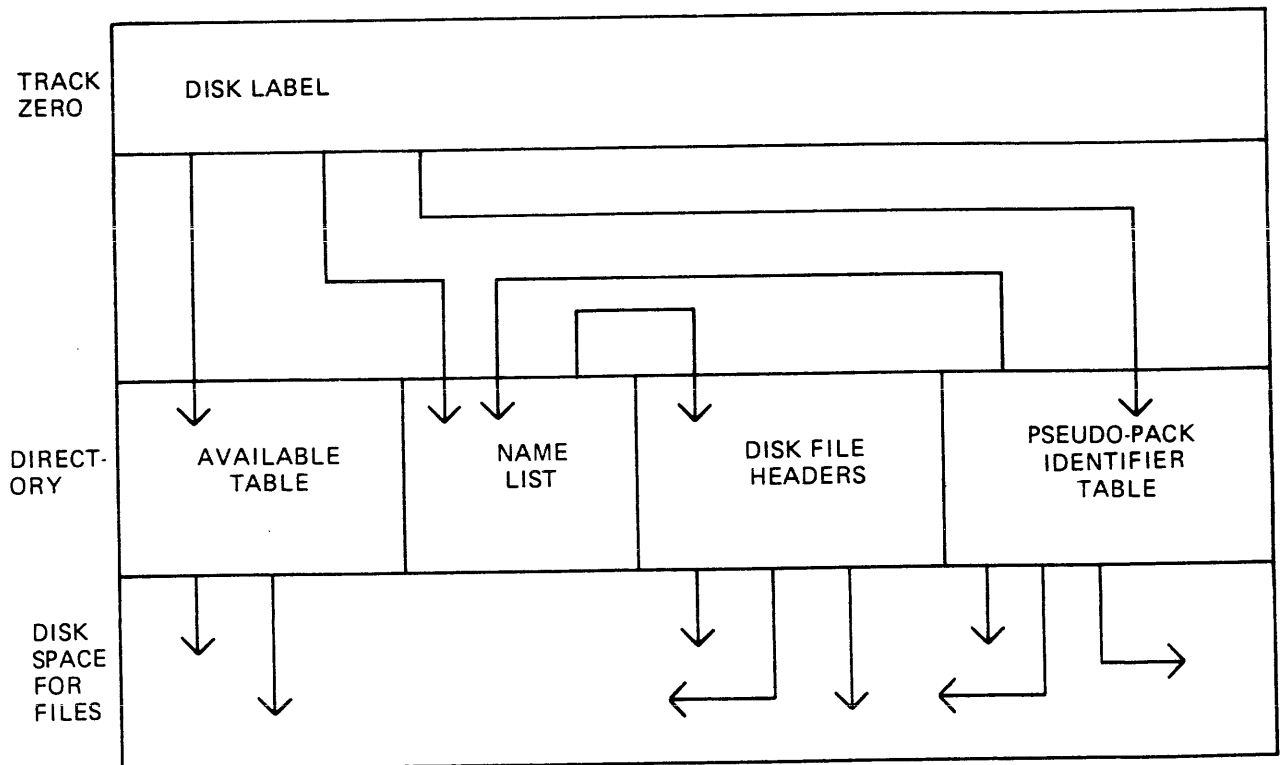 TRACK
ZERO
DISK LABEL
DIRECT-
ORY
AVAILABLE
TABLE
NAME
LIST
DISK FILE
HEADERS
PSEUDO-PACK
IDENTIFIER
TABLE
DISK
SPACE
FOR
FILES